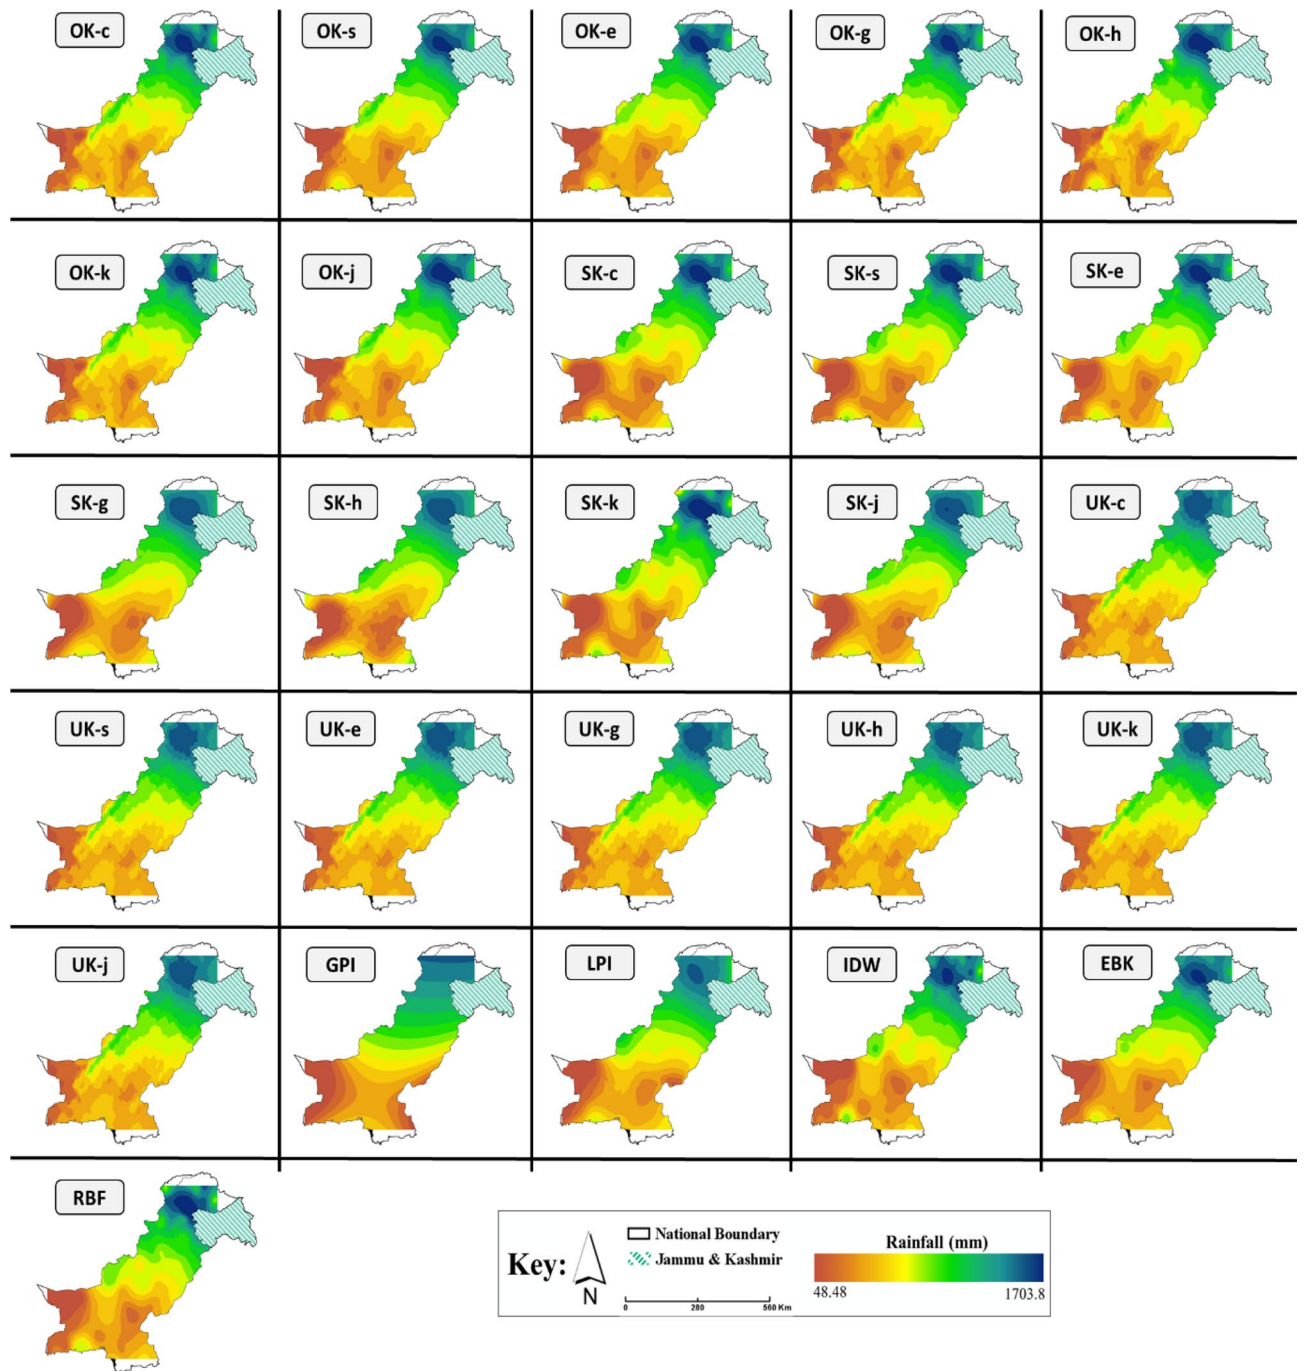 OK-c
OK-s
OK-e
OK-g
OK-h
OK-k
OK-j
SK-c
SK-s
SK-e
SK-g
SK-h
SK-k
SK-j
UK-c
UK-s
UK-e
UK-g
UK-h
UK-k
UK-j
GPI
LPI
IDW
EBK
RBF
Key:
N
National Boundary
Jammu & Kashmir
0 280 560 Km
Rainfall (mm)
48.48 1703.8